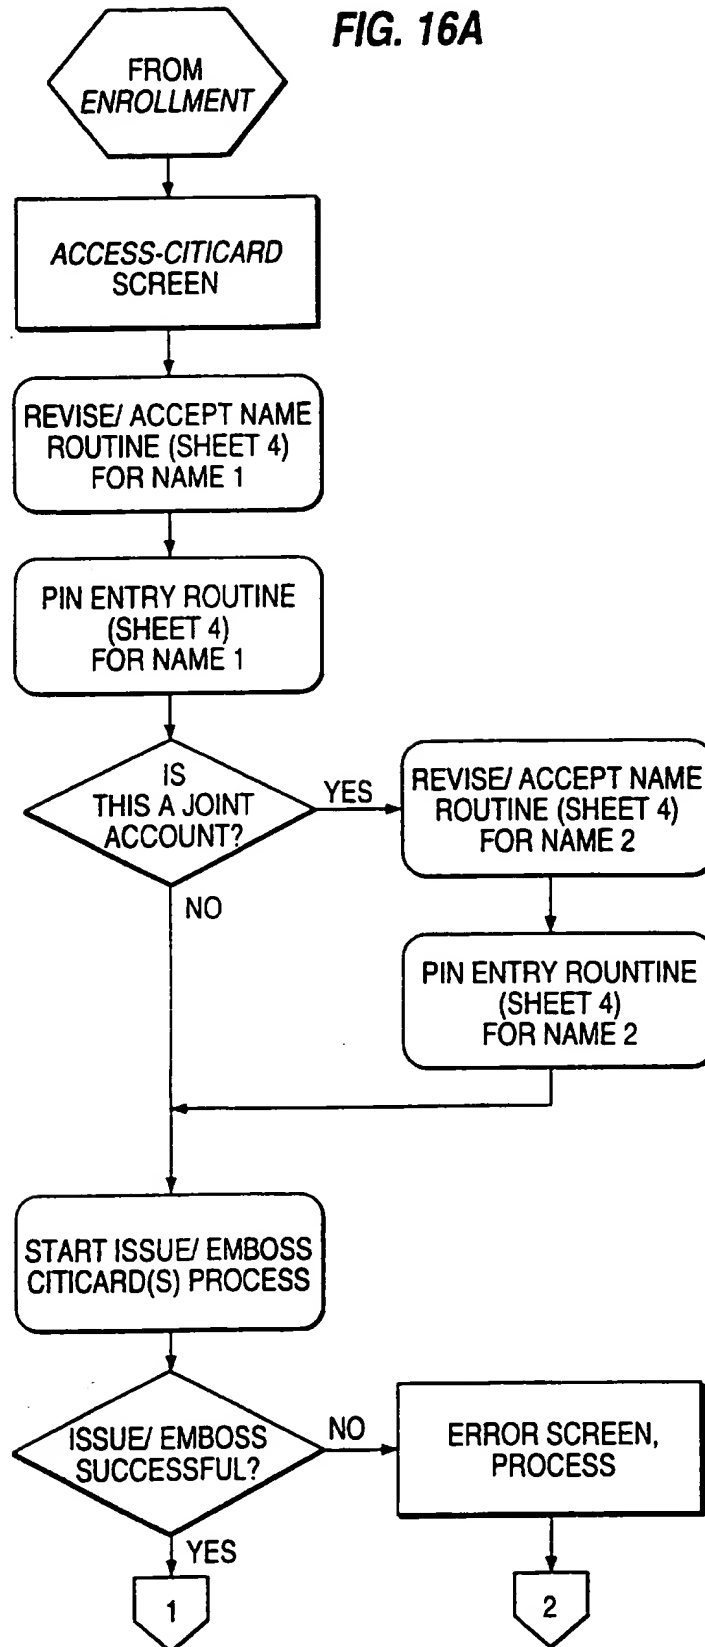 FIG. 16A
FROM
ENROLLMENT
ACCESS-CITICARD
SCREEN
REVISE/ ACCEPT NAME
ROUTINE (SHEET 4)
FOR NAME 1
PIN ENTRY ROUTINE
(SHEET 4)
FOR NAME 1
IS
THIS A JOINT
ACCOUNT?
YES
NO
REVISE/ ACCEPT NAME
ROUTINE (SHEET 4)
FOR NAME 2
PIN ENTRY ROUNTINE
(SHEET 4)
FOR NAME 2
START ISSUE/ EMBOSS
CITICARD(S) PROCESS
ISSUE/ EMBOSS
SUCCESSFUL?
NO
YES
ERROR SCREEN,
PROCESS
1
2